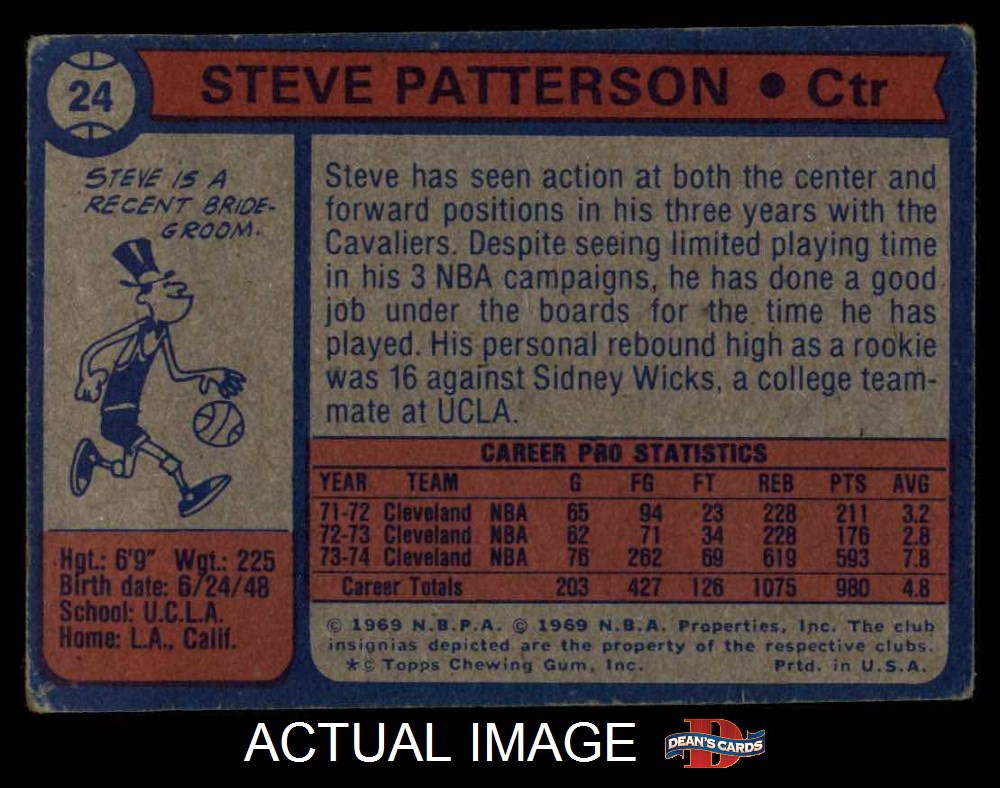 24
STEVE PATTERSON • Ctr
STEVE IS A
RECENT BRIDE-
GROOM.
Steve has seen action at both the center and
forward positions in his three years with the
Cavaliers. Despite seeing limited playing time
in his 3 NBA campaigns, he has done a good
job under the boards for the time he has
played. His personal rebound high as a rookie
was 16 against Sidney Wicks, a college team-
mate at UCLA.
CAREER PRO STATISTICS
YEAR TEAM G FG FT REB PTS AVG
71-72 Cleveland NBA 65 94 23 228 211 3.2
72-73 Cleveland NBA 62 71 34 228 176 2.8
73-74 Cleveland NBA 76 262 69 619 593 7.8
Career Totals 203 427 126 1075 980 4.8
Hgt.: 6'9" Wgt.: 225
Birth date: 6/24/48
School: U.C.L.A.
Home: L.A., Calif.
© 1969 N.B.P.A. © 1969 N.B.A. Properties, Inc. The club
insignias depicted are the property of the respective clubs.
*© Topps Chewing Gum, Inc. Prtd. in U.S.A.
ACTUAL IMAGE
D
DEAN'S CARDS